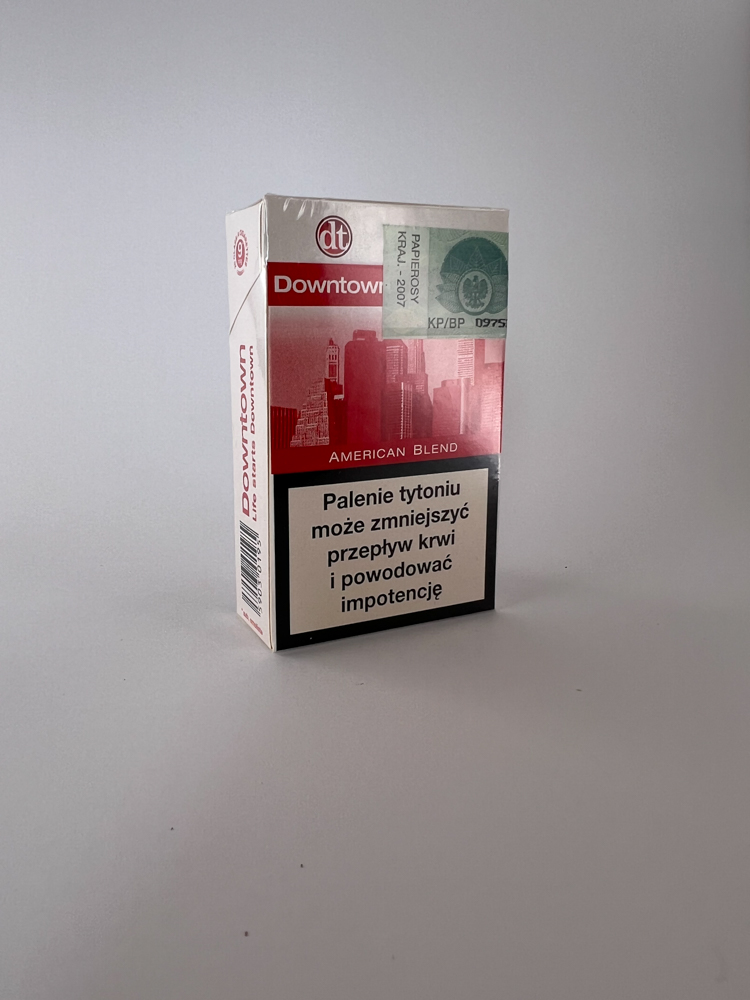 dt
Downtown
PAPIEROSY
KRAJ. - 2007
KP/BP 0975
AMERICAN BLEND
Palenie tytoniu
może zmniejszyć
przepływ krwi
i powodować
impotencję
Downtown
Life starts Downtown